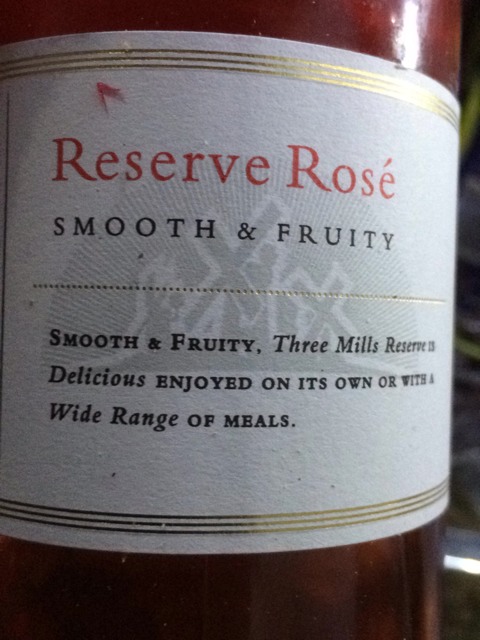 Reserve Rosé
SMOOTH & FRUITY
SMOOTH & FRUITY, Three Mills Reserve IS
Delicious ENJOYED ON ITS OWN OR WITH A
Wide Range OF MEALS.